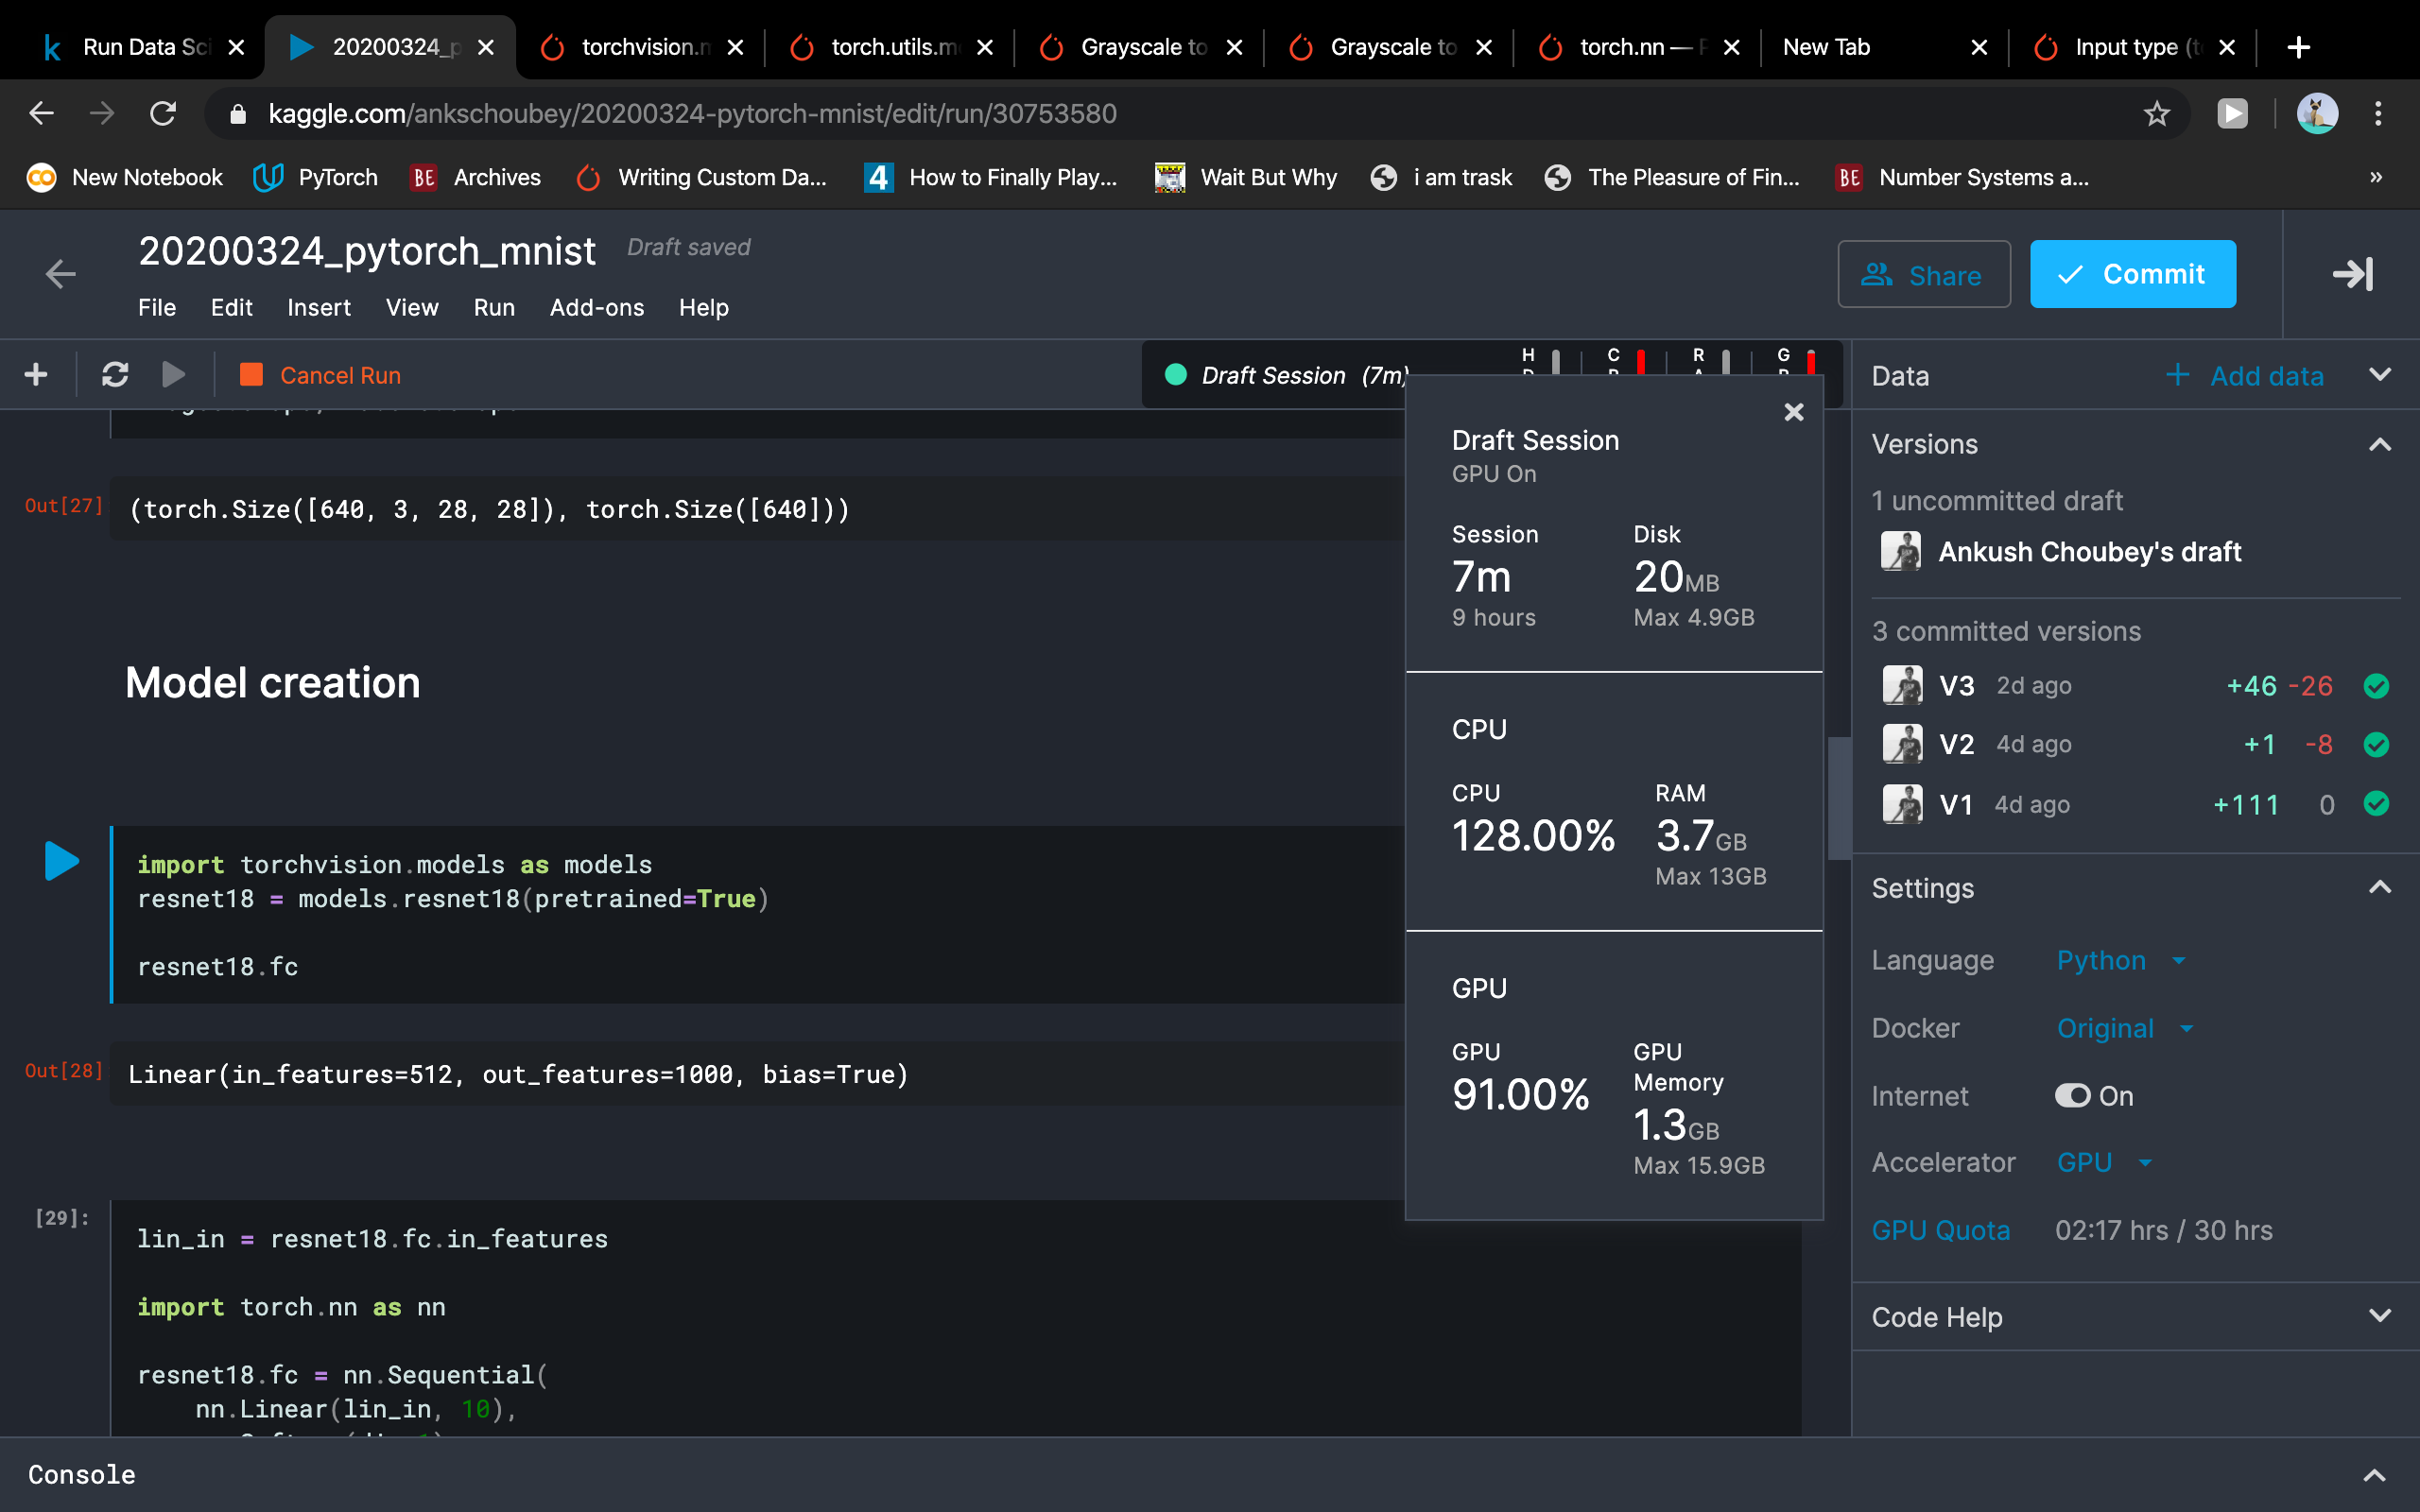 Run Data Sci
20200324_p
torchvision.m
torch.utils.m
Grayscale to
Grayscale to
torch.nn — P
New Tab
Input type (t
kaggle.com/ankschoubey/20200324-pytorch-mnist/edit/run/30753580
New Notebook
PyTorch
BE Archives
Writing Custom Da...
4 How to Finally Play...
Wait But Why
i am trask
The Pleasure of Fin...
BE Number Systems a...
»
20200324_pytorch_mnist Draft saved
File Edit Insert View Run Add-ons Help
Share
Commit
Cancel Run
Draft Session (7m)
H
C
R
G
Out[27]
(torch.Size([640, 3, 28, 28]), torch.Size([640]))
Model creation
import torchvision.models as models
resnet18 = models.resnet18(pretrained=True)
resnet18.fc
Out[28]
Linear(in_features=512, out_features=1000, bias=True)
[29]:
lin_in = resnet18.fc.in_features
import torch.nn as nn
resnet18.fc = nn.Sequential(
nn.Linear(lin_in, 10),
Draft Session
GPU On
Session
7m
9 hours
Disk
20MB
Max 4.9GB
CPU
CPU
128.00%
RAM
3.7GB
Max 13GB
GPU
GPU
91.00%
GPU
Memory
1.3GB
Max 15.9GB
Data
+ Add data
Versions
1 uncommitted draft
Ankush Choubey's draft
3 committed versions
V3 2d ago +46 -26
V2 4d ago +1 -8
V1 4d ago +111 0
Settings
Language Python
Docker Original
Internet On
Accelerator GPU
GPU Quota 02:17 hrs / 30 hrs
Code Help
Console